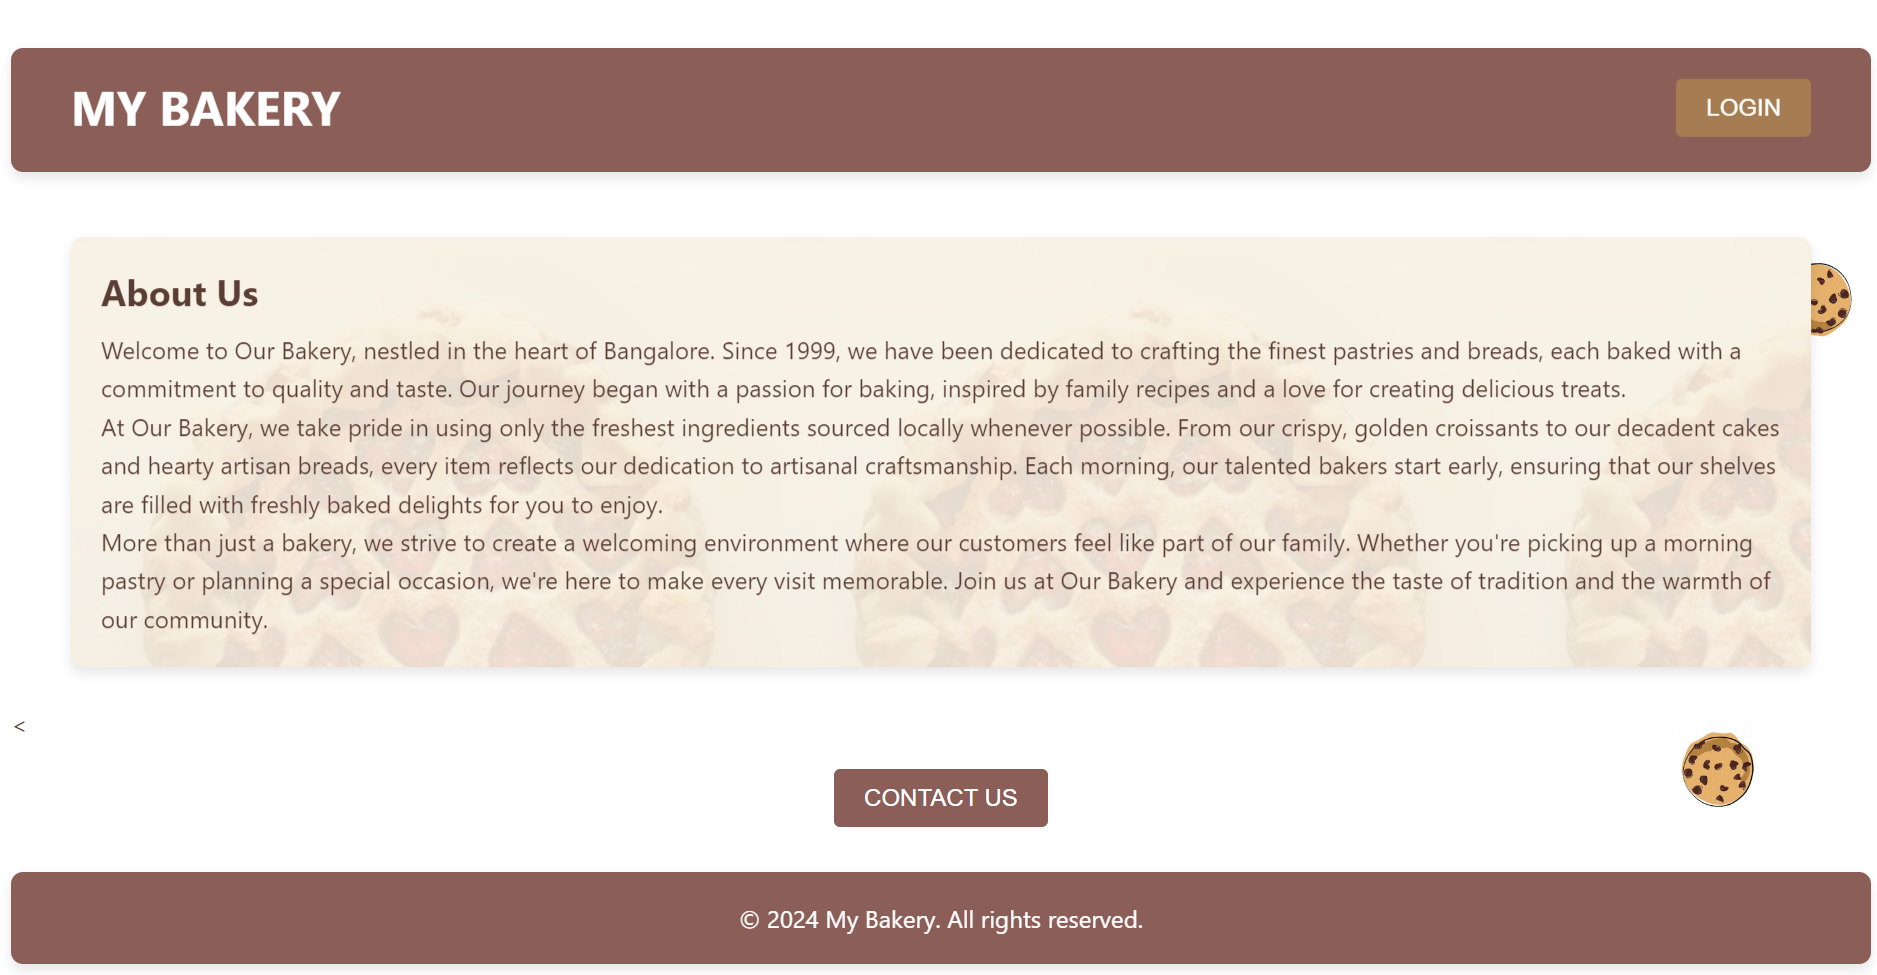 MY BAKERY
LOGIN
About Us
Welcome to Our Bakery, nestled in the heart of Bangalore. Since 1999, we have been dedicated to crafting the finest pastries and breads, each baked with a
commitment to quality and taste. Our journey began with a passion for baking, inspired by family recipes and a love for creating delicious treats.
At Our Bakery, we take pride in using only the freshest ingredients sourced locally whenever possible. From our crispy, golden croissants to our decadent cakes
and hearty artisan breads, every item reflects our dedication to artisanal craftsmanship. Each morning, our talented bakers start early, ensuring that our shelves
are filled with freshly baked delights for you to enjoy.
More than just a bakery, we strive to create a welcoming environment where our customers feel like part of our family. Whether you're picking up a morning
pastry or planning a special occasion, we're here to make every visit memorable. Join us at Our Bakery and experience the taste of tradition and the warmth of
our community.
<
CONTACT US
© 2024 My Bakery. All rights reserved.